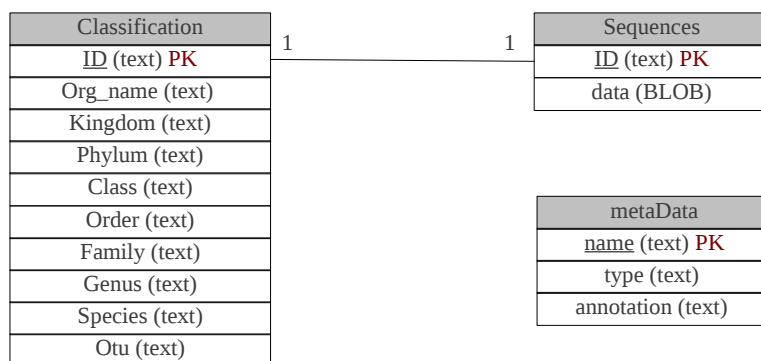 Classification
ID (text) PK
Org_name (text)
Kingdom (text)
Phylum (text)
Class (text)
Order (text)
Family (text)
Genus (text)
Species (text)
Otu (text)
1
1
Sequences
ID (text) PK
data (BLOB)
metaData
name (text) PK
type (text)
annotation (text)